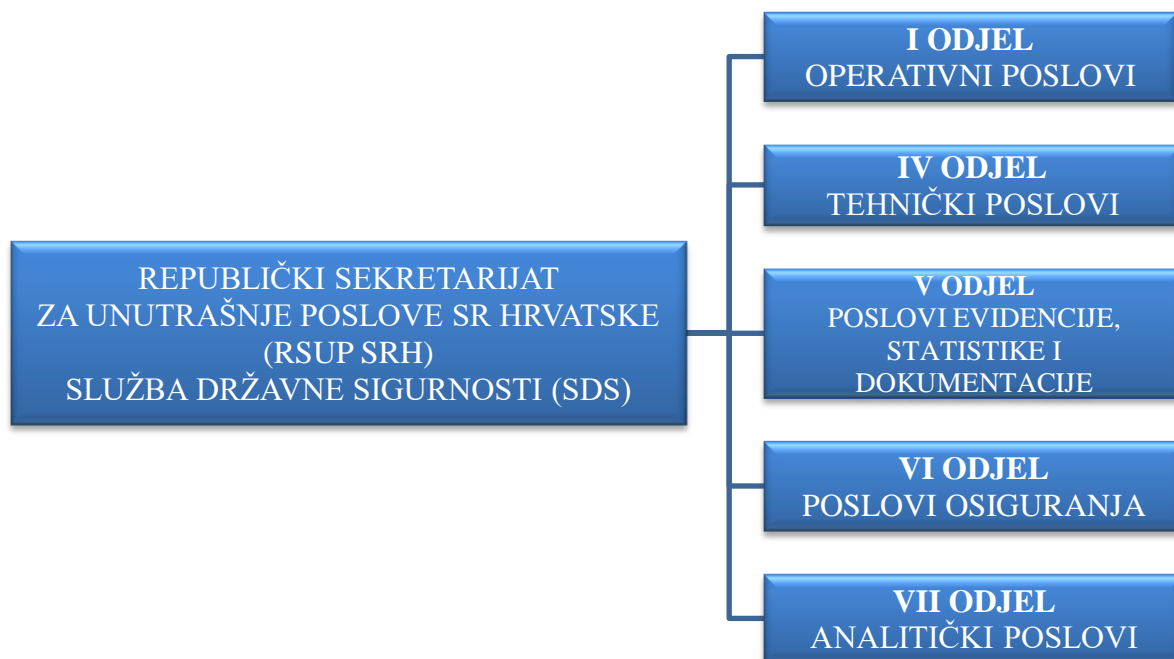 REPUBLIČKI SEKRETARIJAT
ZA UNUTRAŠNJE POSLOVE SR HRVATSKE
(RSUP SRH)
SLUŽBA DRŽAVNE SIGURNOSTI (SDS)
I ODJEL
OPERATIVNI POSLOVI
IV ODJEL
TEHNIČKI POSLOVI
V ODJEL
POSLOVI EVIDENCIJE,
STATISTIKE I
DOKUMENTACIJE
VI ODJEL
POSLOVI OSIGURANJA
VII ODJEL
ANALITIČKI POSLOVI